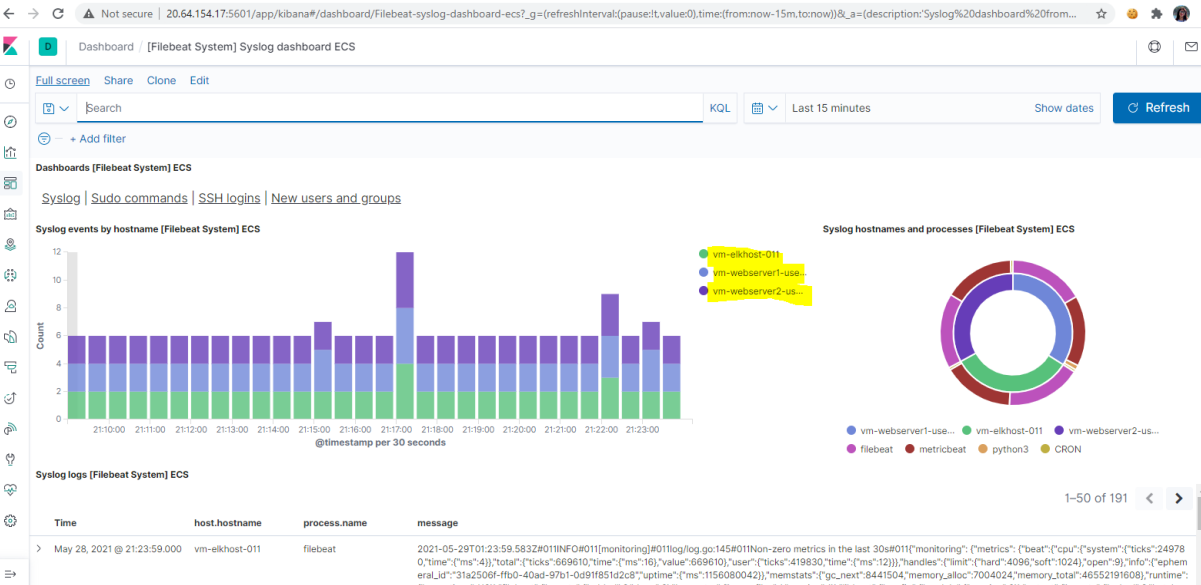 Not secure | 20.64.154.17:5601/app/kibana#/dashboard/Filebeat-syslog-dashboard-ecs?_g=(refreshInterval:(pause:!t,value:0),time:(from:now-15m,to:now))&_a=(description:'Syslog%20dashboard%20from...
D Dashboard / [Filebeat System] Syslog dashboard ECS
Full screen Share Clone Edit
Search KQL Last 15 minutes Show dates Refresh
+ Add filter
Dashboards [Filebeat System] ECS
Syslog | Sudo commands | SSH logins | New users and groups
Syslog events by hostname [Filebeat System] ECS
12
10
8
6
4
2
0
Count
21:10:00 21:11:00 21:12:00 21:13:00 21:14:00 21:15:00 21:16:00 21:17:00 21:18:00 21:19:00 21:20:00 21:21:00 21:22:00 21:23:00
@timestamp per 30 seconds
vm-elkhost-011
vm-webserver1-use...
vm-webserver2-us...
Syslog hostnames and processes [Filebeat System] ECS
vm-webserver1-use... vm-elkhost-011 vm-webserver2-us...
filebeat metricbeat python3 CRON
Syslog logs [Filebeat System] ECS
1–50 of 191
Time host.hostname process.name message
May 28, 2021 @ 21:23:59.000 vm-elkhost-011 filebeat 2021-05-29T01:23:59.583Z#011INFO#011[monitoring]#011log/log.go:145#011Non-zero metrics in the last 30s#011{"monitoring": {"metrics": {"beat":{"cpu":{"system":{"ticks":24978
0,"time":{"ms":4}},"total":{"ticks":669610,"time":{"ms":16},"value":669610},"user":{"ticks":419830,"time":{"ms":12}}},"handles":{"limit":{"hard":4096,"soft":1024},"open":9},"info":{"ephem
eral_id":"31a2506f-ffb0-40ad-97b1-0d91f851d2c8","uptime":{"ms":1156080042}},"memstats":{"gc_next":8441504,"memory_alloc":7004024,"memory_total":46552191608},"runtime":